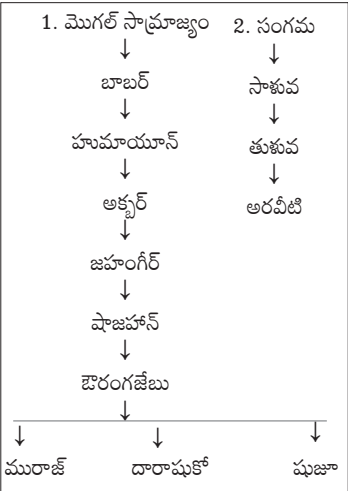 1. మొగల్ సామ్రాజ్యం 2. సంగమ
బాబర్ సాళువ
హుమాయూన్ తుళువ
అక్బర్ అరవీటి
జహంగీర్
షాజహాన్
ఔరంగజేబు
మురాజ్ దారాషుకో షుజా